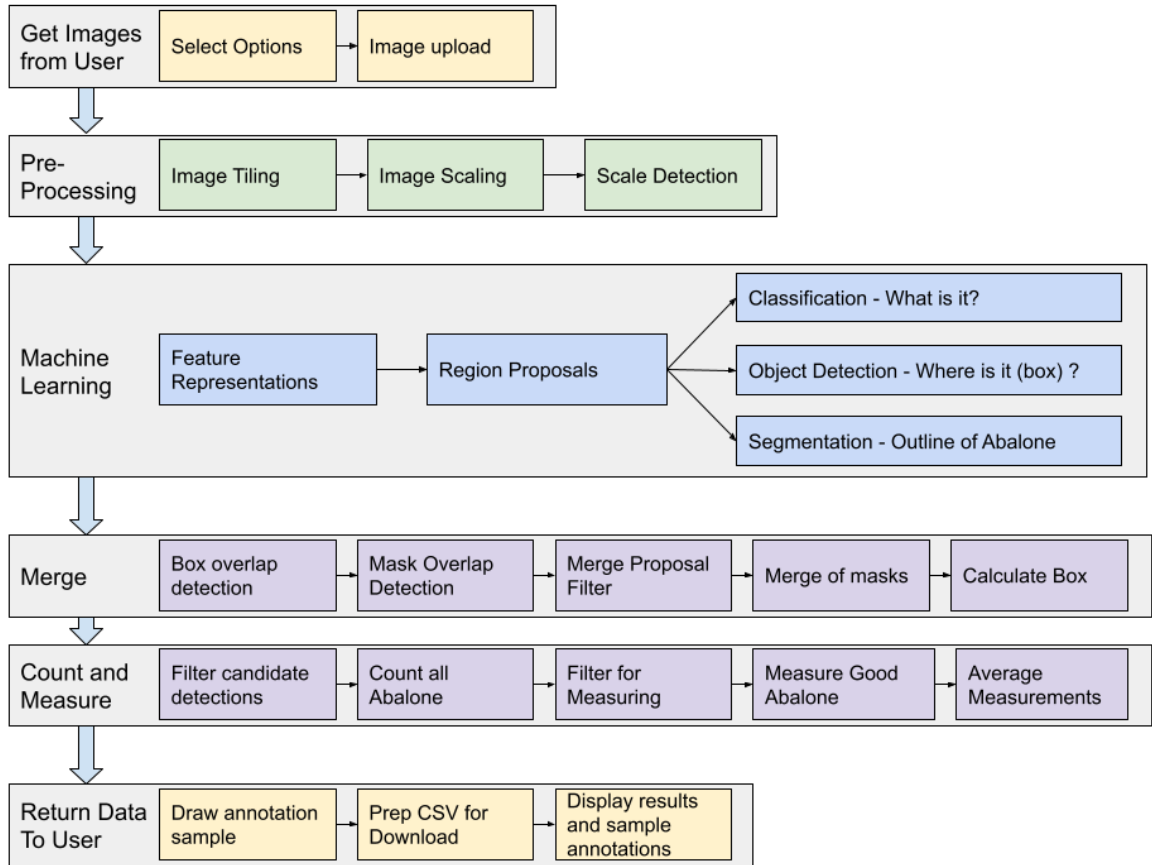 Get Images
from User
Select Options
Image upload
Pre-
Processing
Image Tiling
Image Scaling
Scale Detection
Machine
Learning
Feature
Representations
Region Proposals
Classification - What is it?
Object Detection - Where is it (box) ?
Segmentation - Outline of Abalone
Merge
Box overlap
detection
Mask Overlap
Detection
Merge Proposal
Filter
Merge of masks
Calculate Box
Count and
Measure
Filter candidate
detections
Count all
Abalone
Filter for
Measuring
Measure Good
Abalone
Average
Measurements
Return Data
To User
Draw annotation
sample
Prep CSV for
Download
Display results
and sample
annotations